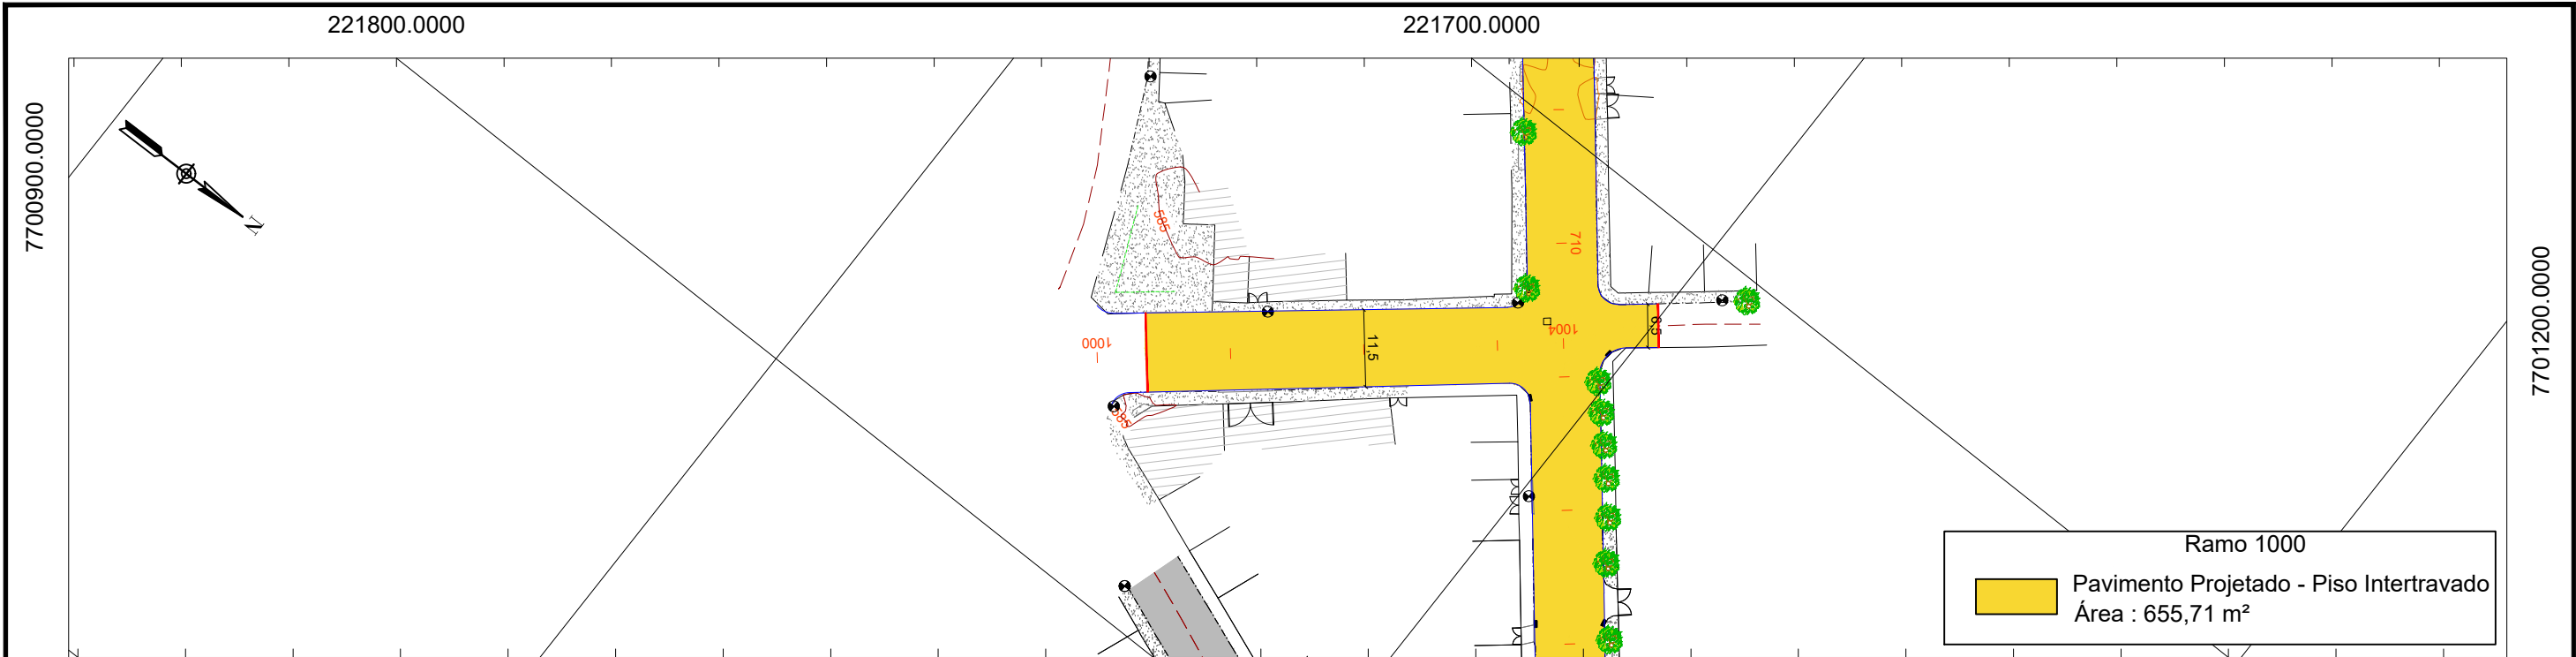 221800.0000
221700.0000
7700900.0000
7701200.0000
N
585
710
1000
1004
11,5
6,5
585
Ramo 1000
Pavimento Projetado - Piso Intertravado
Área : 655,71 m²